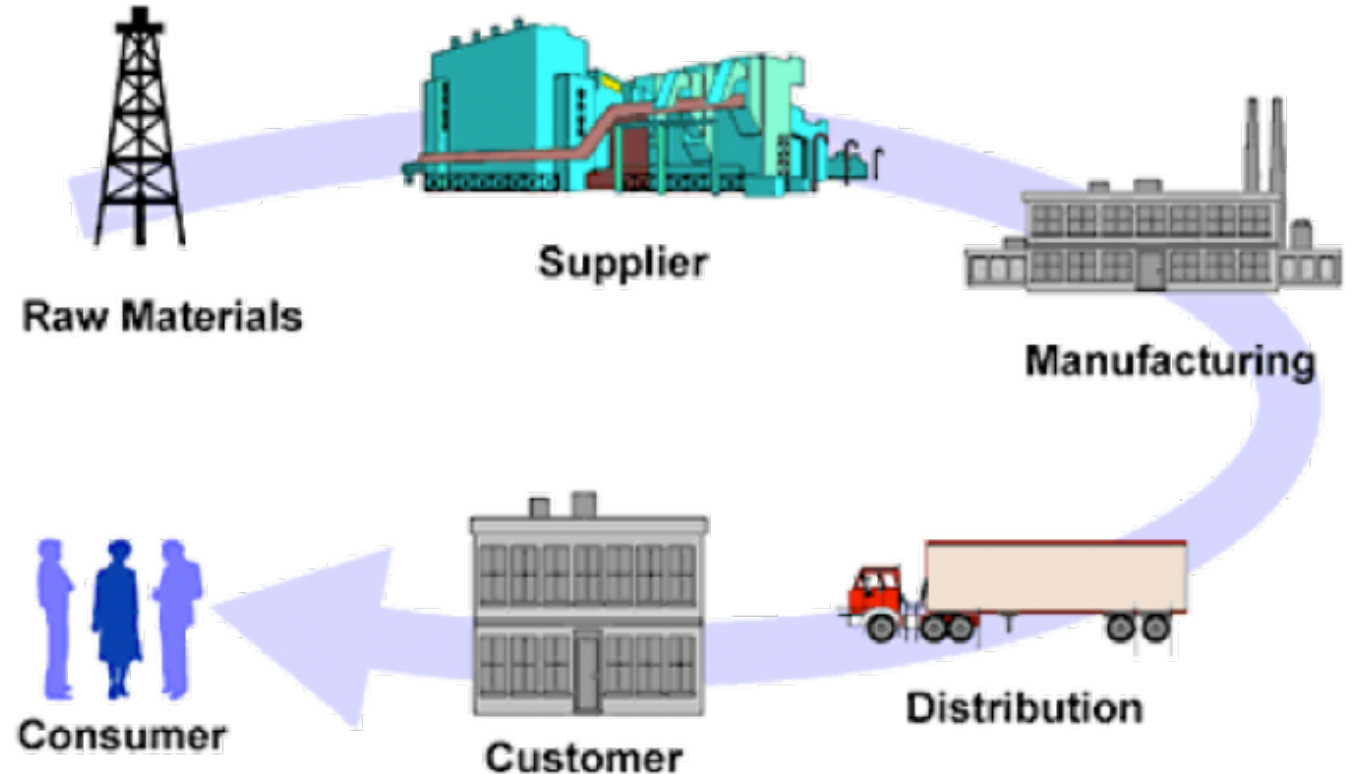 Raw Materials
Supplier
Manufacturing
Distribution
Customer
Consumer